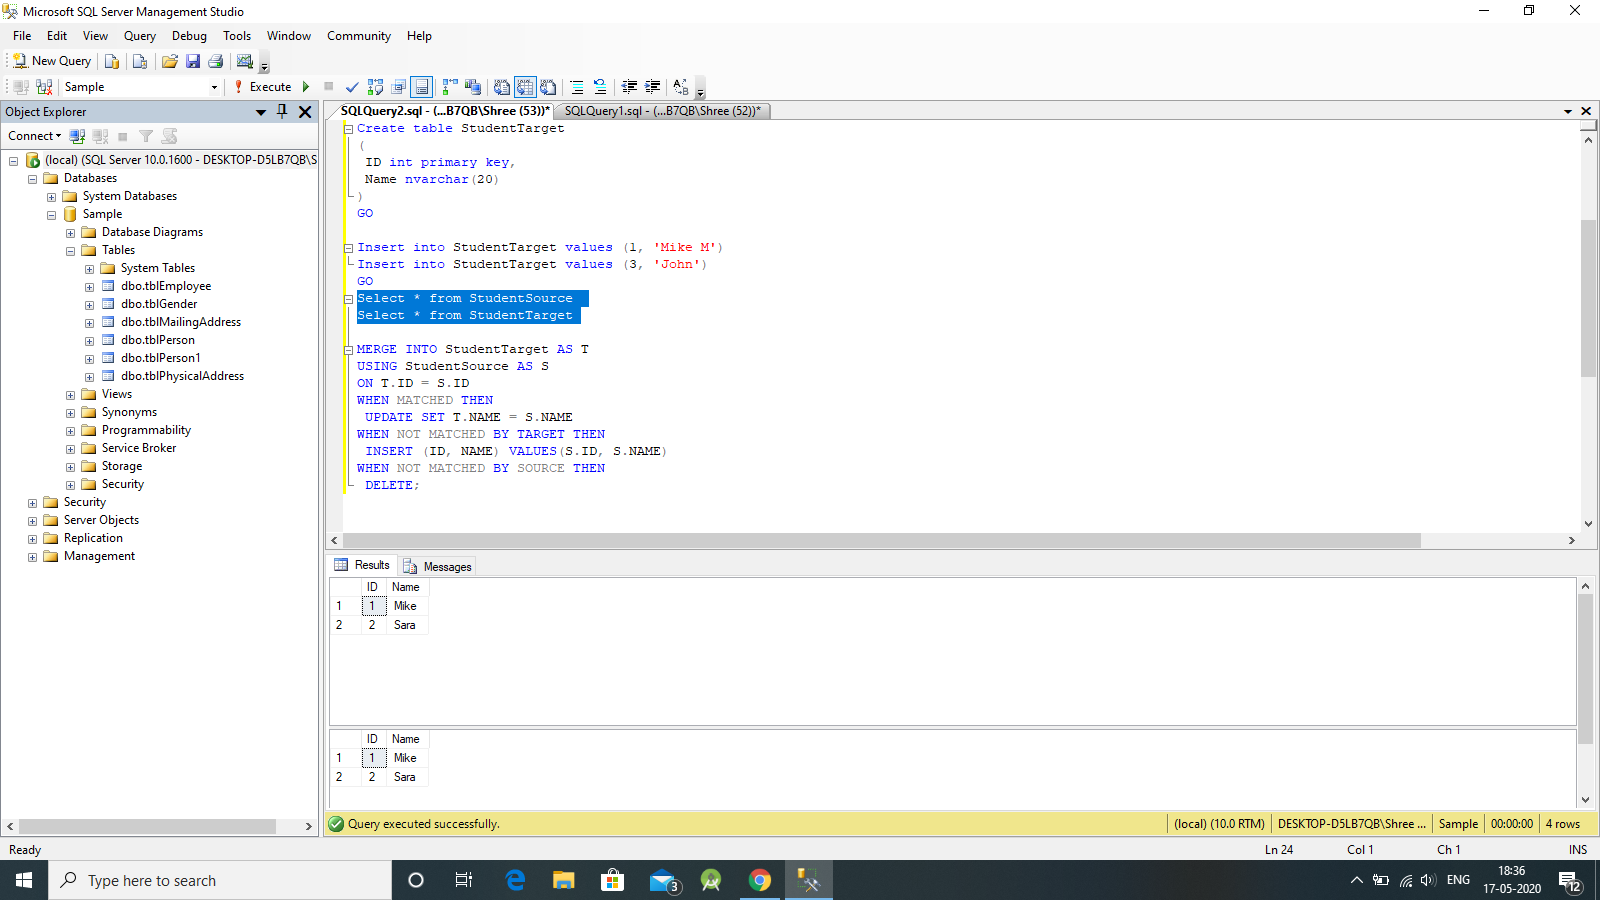 Microsoft SQL Server Management Studio
File Edit View Query Debug Tools Window Community Help
New Query
Sample Execute
Object Explorer
Connect
(local) (SQL Server 10.0.1600 - DESKTOP-D5LB7QB\S
Databases
System Databases
Sample
Database Diagrams
Tables
System Tables
dbo.tblEmployee
dbo.tblGender
dbo.tblMailingAddress
dbo.tblPerson
dbo.tblPerson1
dbo.tblPhysicalAddress
Views
Synonyms
Programmability
Service Broker
Storage
Security
Security
Server Objects
Replication
Management
SQLQuery2.sql - (...B7QB\Shree (53))* SQLQuery1.sql - (...B7QB\Shree (52))*
Create table StudentTarget
(
ID int primary key,
Name nvarchar(20)
)
GO
Insert into StudentTarget values (1, 'Mike M')
Insert into StudentTarget values (3, 'John')
GO
Select * from StudentSource
Select * from StudentTarget
MERGE INTO StudentTarget AS T
USING StudentSource AS S
ON T.ID = S.ID
WHEN MATCHED THEN
UPDATE SET T.NAME = S.NAME
WHEN NOT MATCHED BY TARGET THEN
INSERT (ID, NAME) VALUES(S.ID, S.NAME)
WHEN NOT MATCHED BY SOURCE THEN
DELETE;
Results Messages
ID Name
1 1 Mike
2 2 Sara
ID Name
1 1 Mike
2 2 Sara
Query executed successfully. (local) (10.0 RTM) DESKTOP-D5LB7QB\Shree ... Sample 00:00:00 4 rows
Ready Ln 24 Col 1 Ch 1 INS
Type here to search 3 ENG 18:36 12
17-05-2020